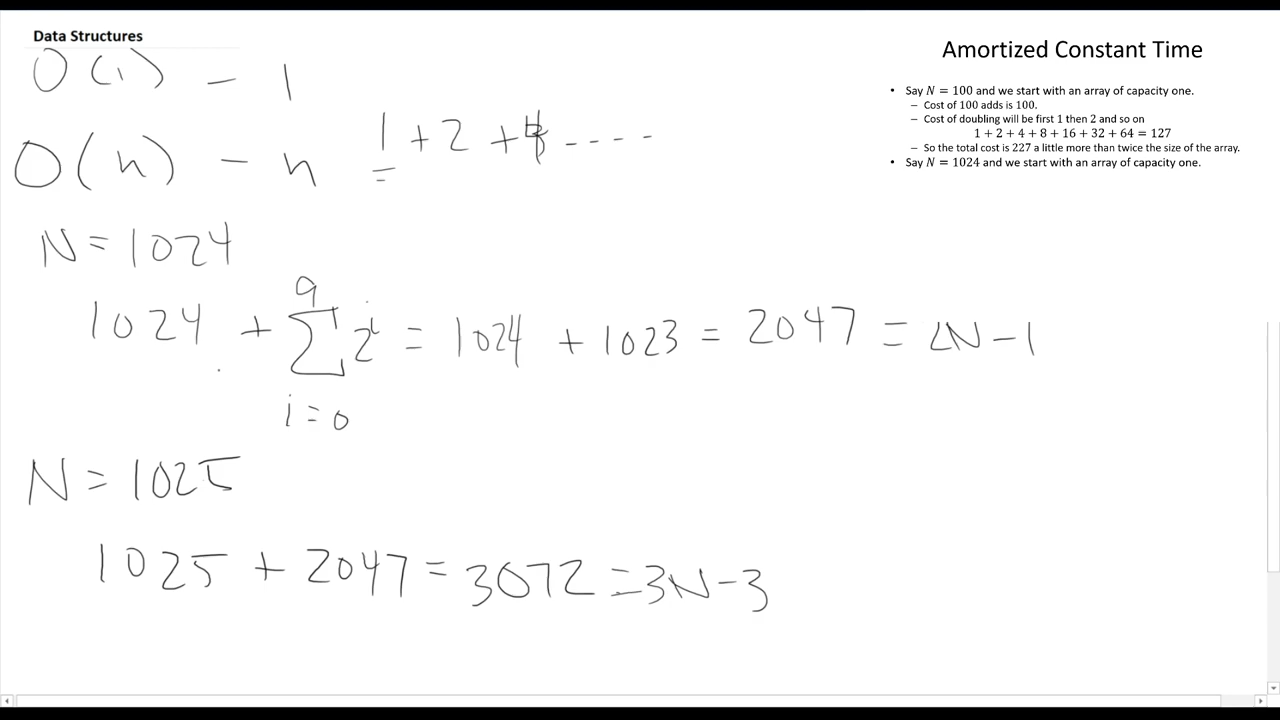 Data Structures
O(1) - 1
O(n) - n 1 + 2 + 4 ----
N = 1024
1024 + 9 ∑ i=0 2^i = 1024 + 1023 = 2047 = 2N - 1
N = 1025
1025 + 2047 = 3072 = 3N - 3
Amortized Constant Time
• Say N = 100 and we start with an array of capacity one.
– Cost of 100 adds is 100.
– Cost of doubling will be first 1 then 2 and so on
1 + 2 + 4 + 8 + 16 + 32 + 64 = 127
– So the total cost is 227 a little more than twice the size of the array.
• Say N = 1024 and we start with an array of capacity one.